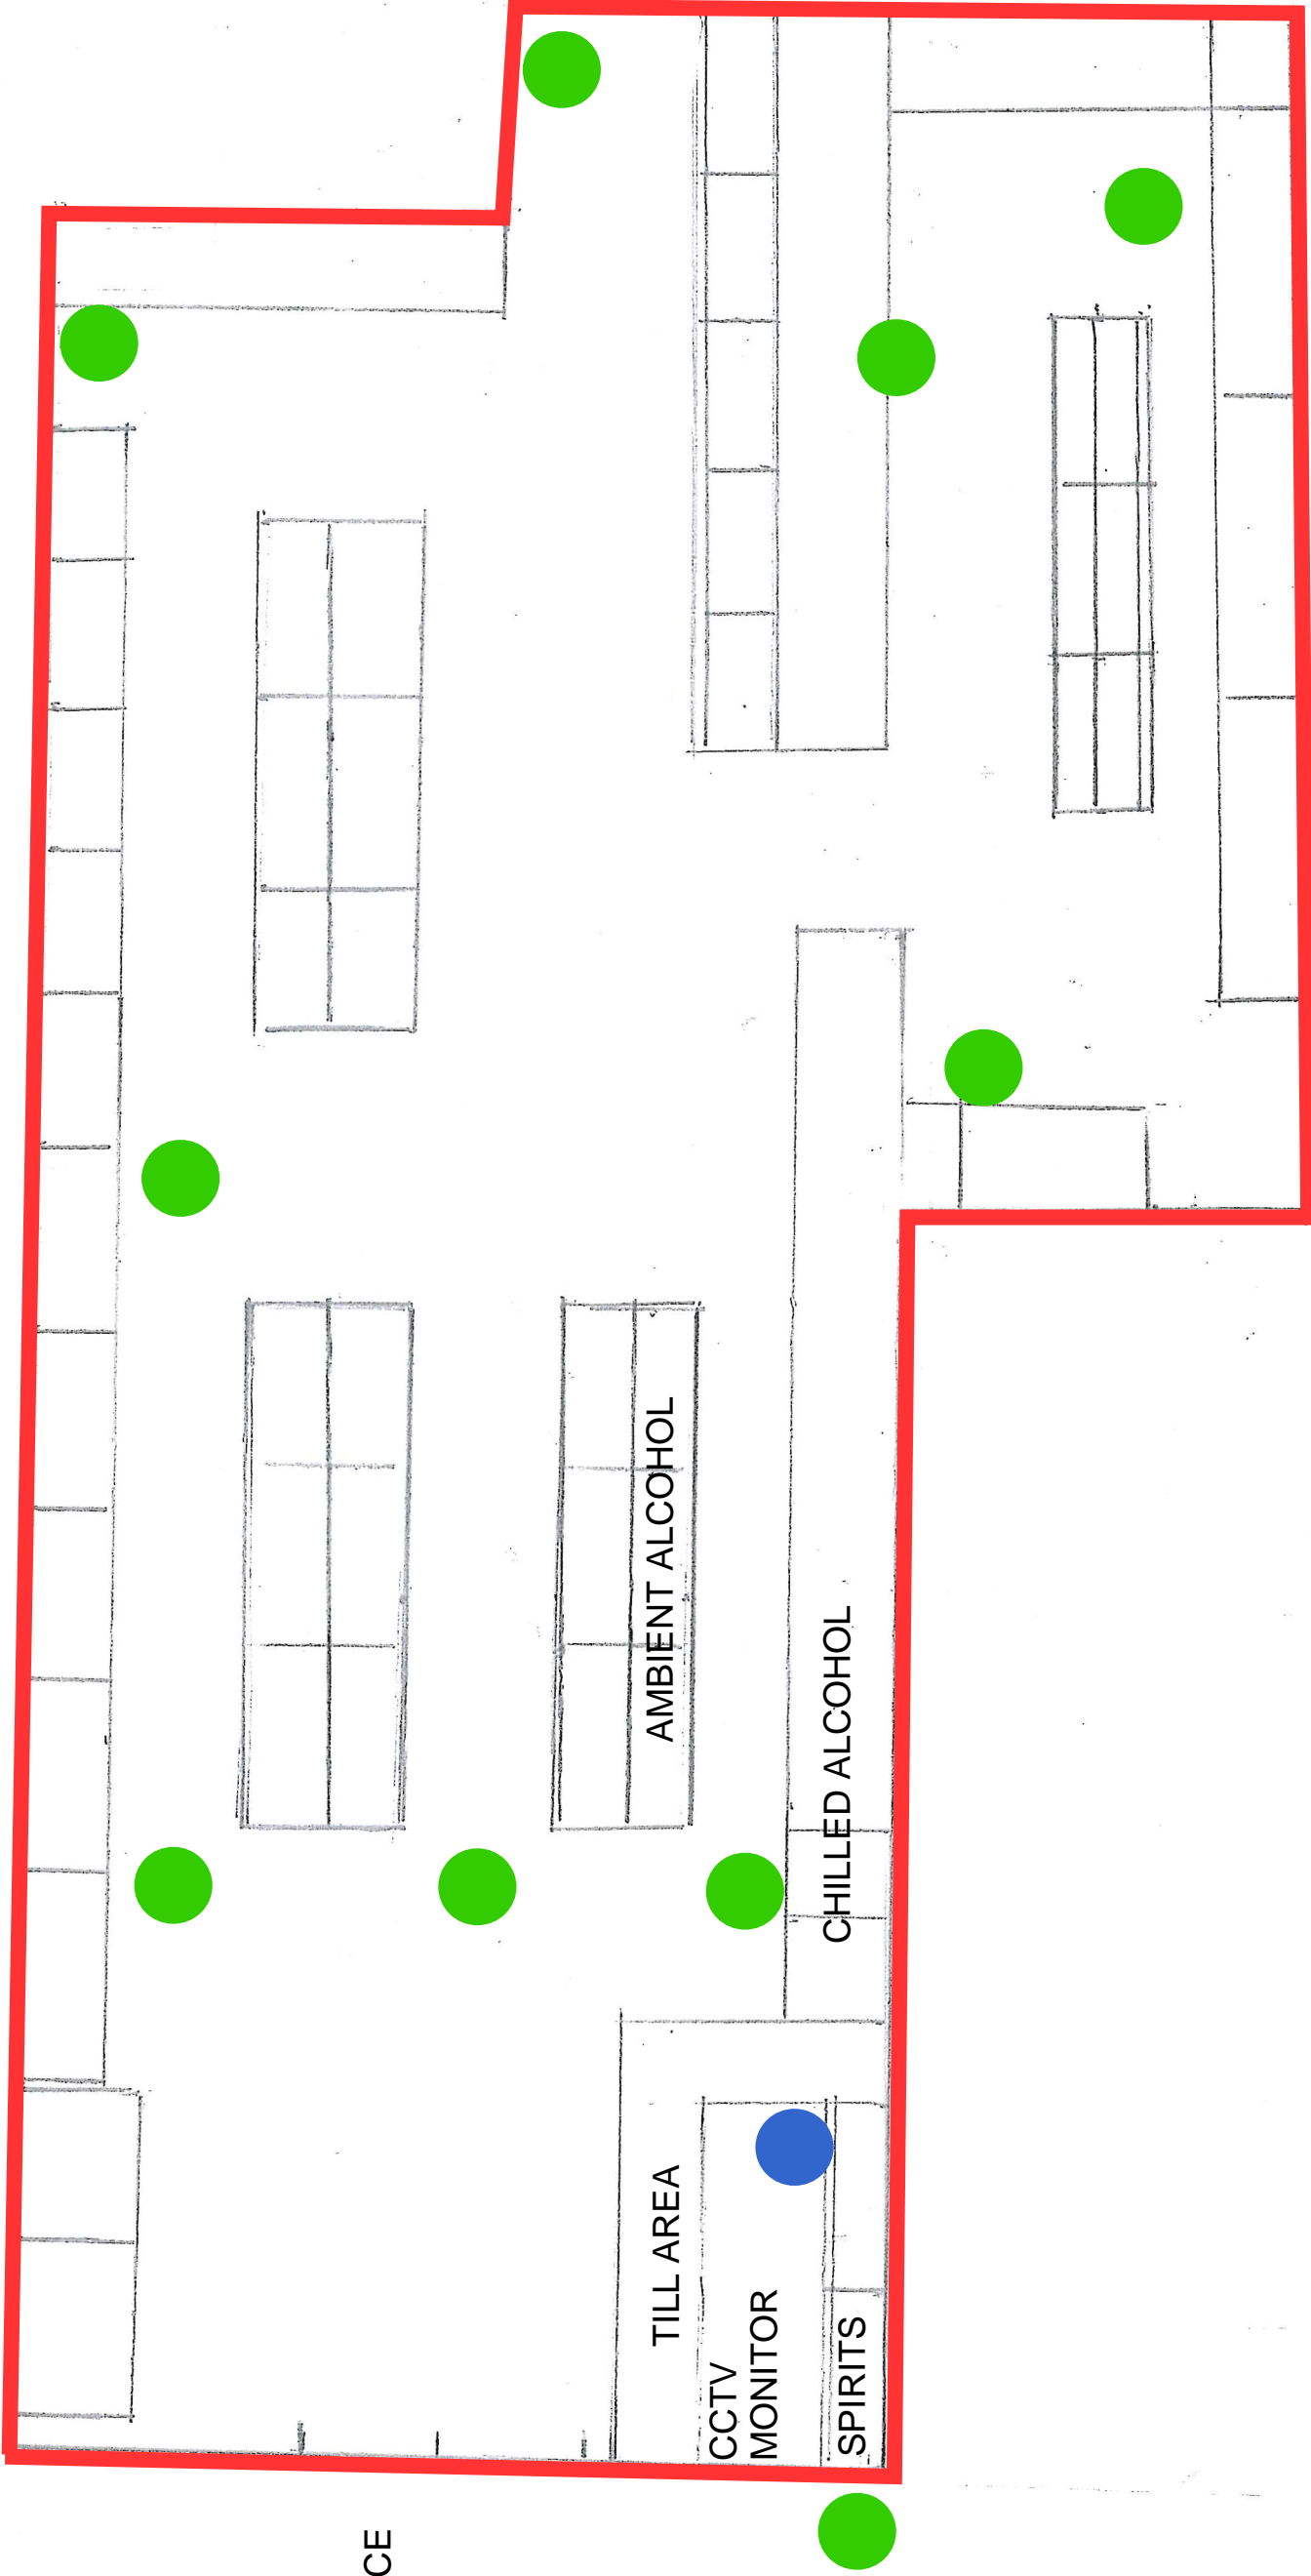 AMBIENT ALCOHOL
CHILLED ALCOHOL
TILL AREA
CCTV
MONITOR
SPIRITS
CE